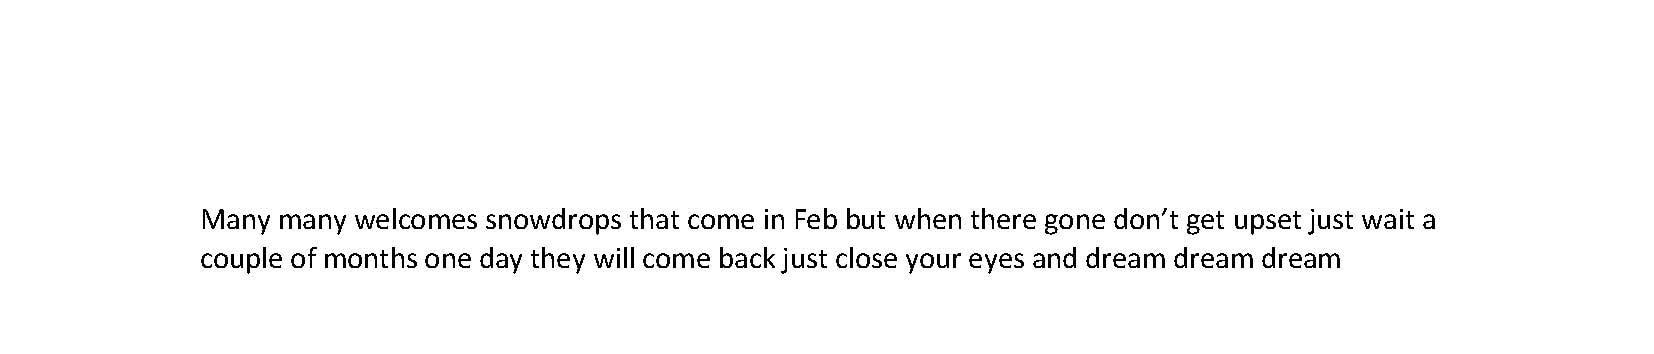 Many many welcomes snowdrops that come in Feb but when there gone don’t get upset just wait a
couple of months one day they will come back just close your eyes and dream dream dream